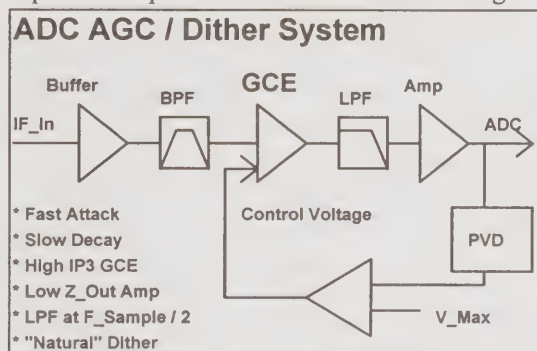 ADC AGC / Dither System
Buffer
BPF
GCE
LPF
Amp
IF_In
ADC
* Fast Attack
* Slow Decay
* High IP3 GCE
* Low Z_Out Amp
* LPF at F_Sample / 2
* "Natural" Dither
Control Voltage
PVD
V_Max